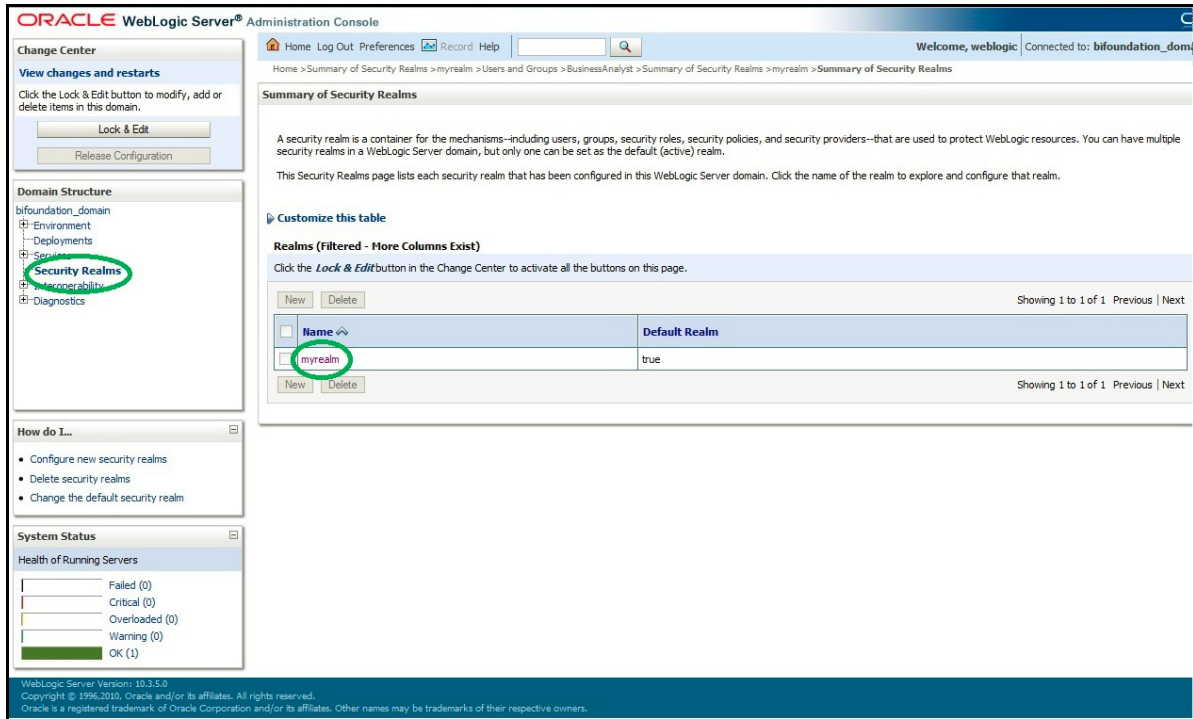 ORACLE WebLogic Server® Administration Console
Change Center
View changes and restarts
Click the Lock & Edit button to modify, add or
delete items in this domain.
Lock & Edit
Release Configuration
Domain Structure
bifoundation_domain
Environment
Deployments
Services
Security Realms
Interoperability
Diagnostics
How do I...
Configure new security realms
Delete security realms
Change the default security realm
System Status
Health of Running Servers
Failed (0)
Critical (0)
Overloaded (0)
Warning (0)
OK (1)
Home Log Out Preferences Record Help
Welcome, weblogic Connected to: bifoundation_dom
Home >Summary of Security Realms >myrealm >Users and Groups >BusinessAnalyst >Summary of Security Realms >myrealm >Summary of Security Realms
Summary of Security Realms
A security realm is a container for the mechanisms--including users, groups, security roles, security policies, and security providers--that are used to protect WebLogic resources. You can have multiple
security realms in a WebLogic Server domain, but only one can be set as the default (active) realm.
This Security Realms page lists each security realm that has been configured in this WebLogic Server domain. Click the name of the realm to explore and configure that realm.
Customize this table
Realms (Filtered - More Columns Exist)
Click the Lock & Edit button in the Change Center to activate all the buttons on this page.
New Delete Showing 1 to 1 of 1 Previous | Next
Name Default Realm
myrealm true
New Delete Showing 1 to 1 of 1 Previous | Next
WebLogic Server Version: 10.3.5.0
Copyright © 1996,2010, Oracle and/or its affiliates. All rights reserved.
Oracle is a registered trademark of Oracle Corporation and/or its affiliates. Other names may be trademarks of their respective owners.